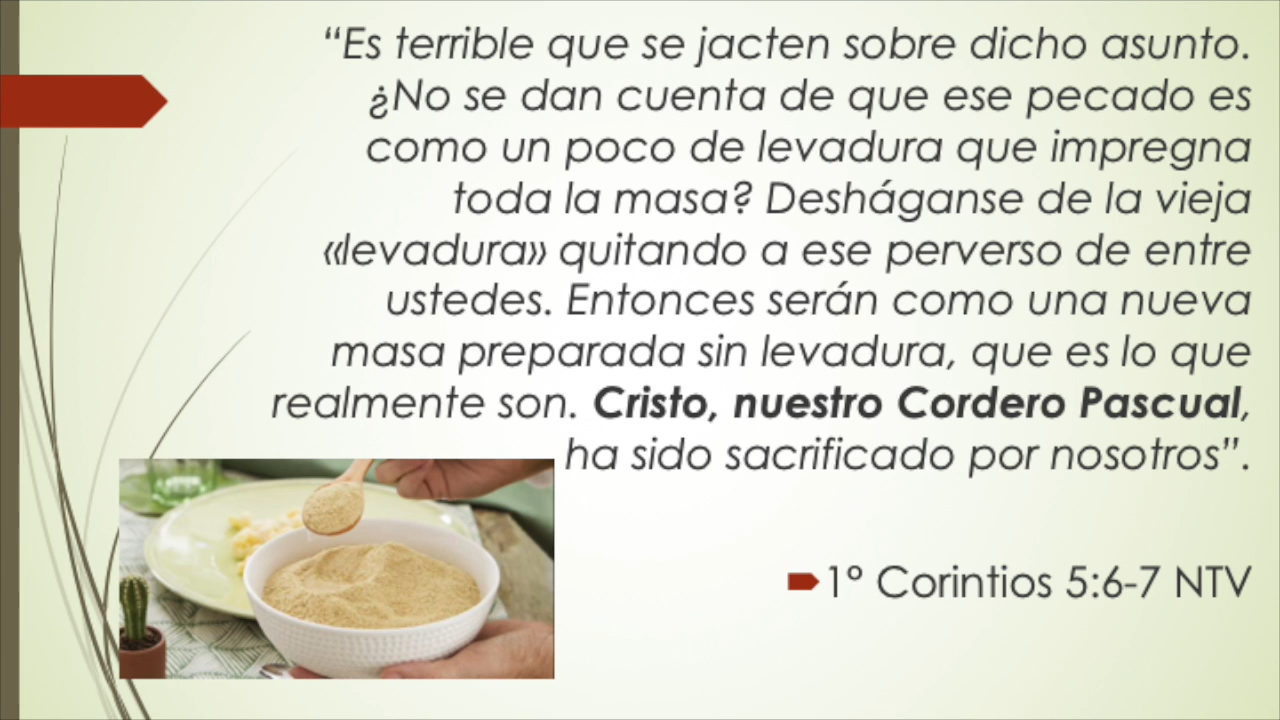 “Es terrible que se jacten sobre dicho asunto.
¿No se dan cuenta de que ese pecado es
como un poco de levadura que impregna
toda la masa? Desháganse de la vieja
«levadura» quitando a ese perverso de entre
ustedes. Entonces serán como una nueva
masa preparada sin levadura, que es lo que
realmente son. Cristo, nuestro Cordero Pascual,
ha sido sacrificado por nosotros”.
1º Corintios 5:6-7 NTV